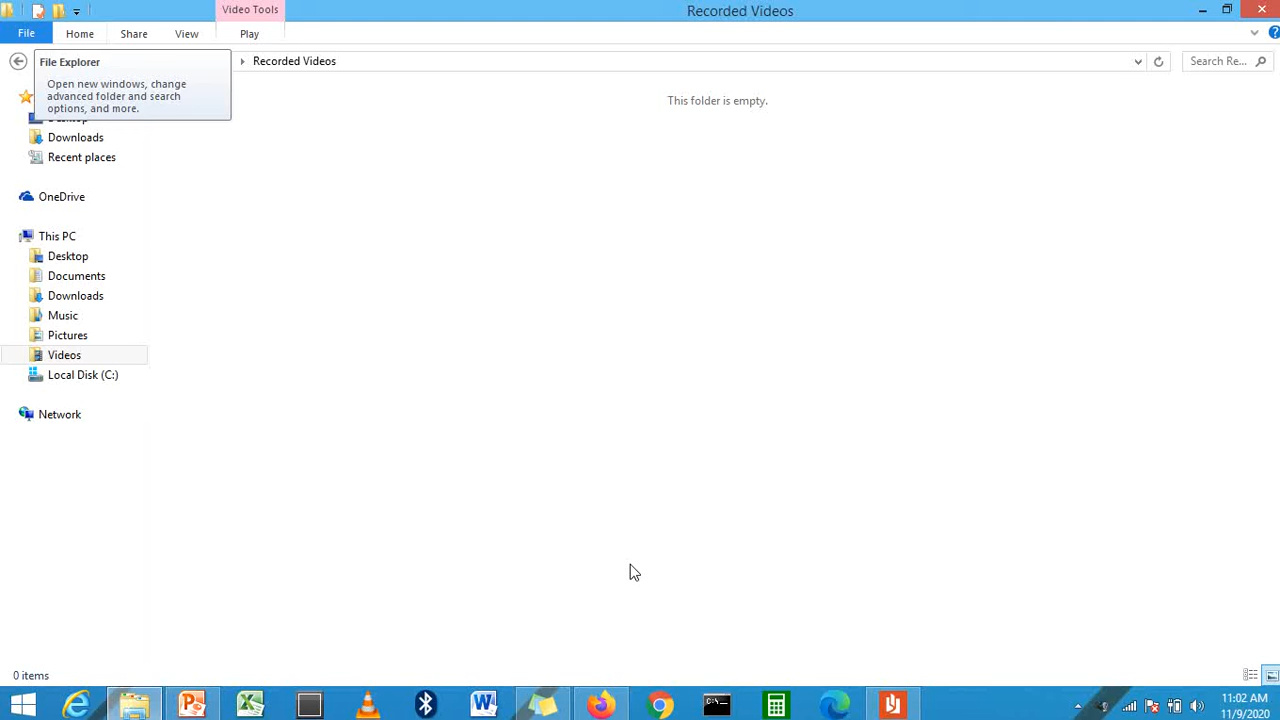 Video Tools
Recorded Videos
File
Home
Share
View
Play
File Explorer
Open new windows, change
advanced folder and search
options, and more.
Recorded Videos
Search Re...
This folder is empty.
Downloads
Recent places
OneDrive
This PC
Desktop
Documents
Downloads
Music
Pictures
Videos
Local Disk (C:)
Network
0 items
11:02 AM
11/9/2020